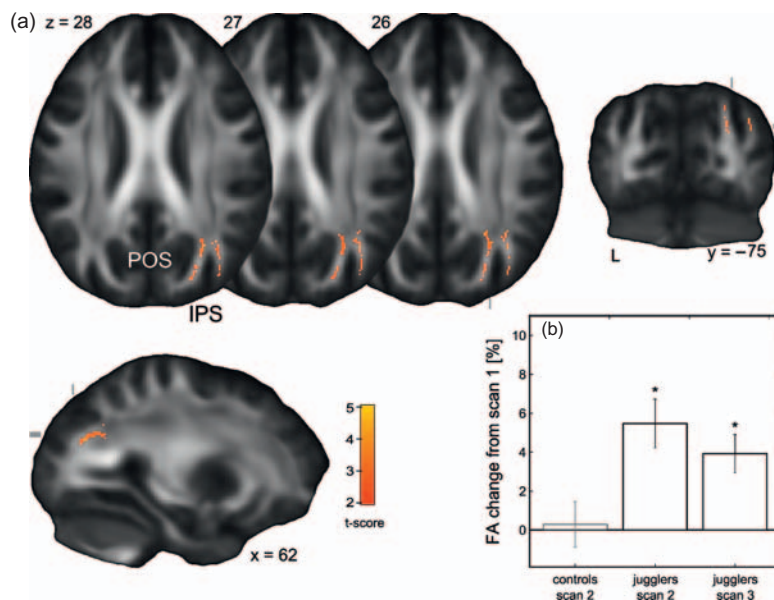 (a) z = 28 27 26
POS
IPS
L y = −75
5
4
3
2
t-score
x = 62
(b)
FA change from scan 1 [%]
10
8
6
4
2
0
* *
controls scan 2
jugglers scan 2
jugglers scan 3